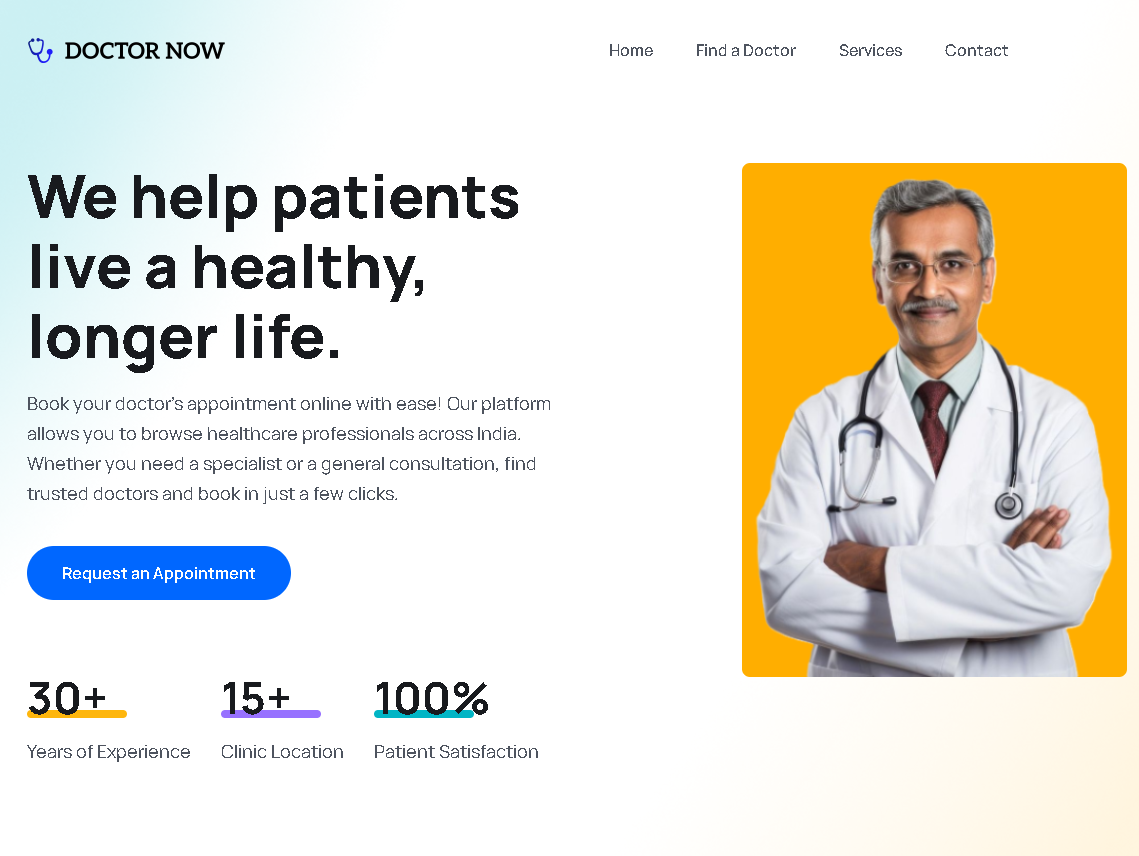 DOCTOR NOW
Home Find a Doctor Services Contact
We help patients
live a healthy,
longer life.
Book your doctor's appointment online with ease! Our platform
allows you to browse healthcare professionals across India.
Whether you need a specialist or a general consultation, find
trusted doctors and book in just a few clicks.
Request an Appointment
30+ 15+ 100%
Years of Experience Clinic Location Patient Satisfaction